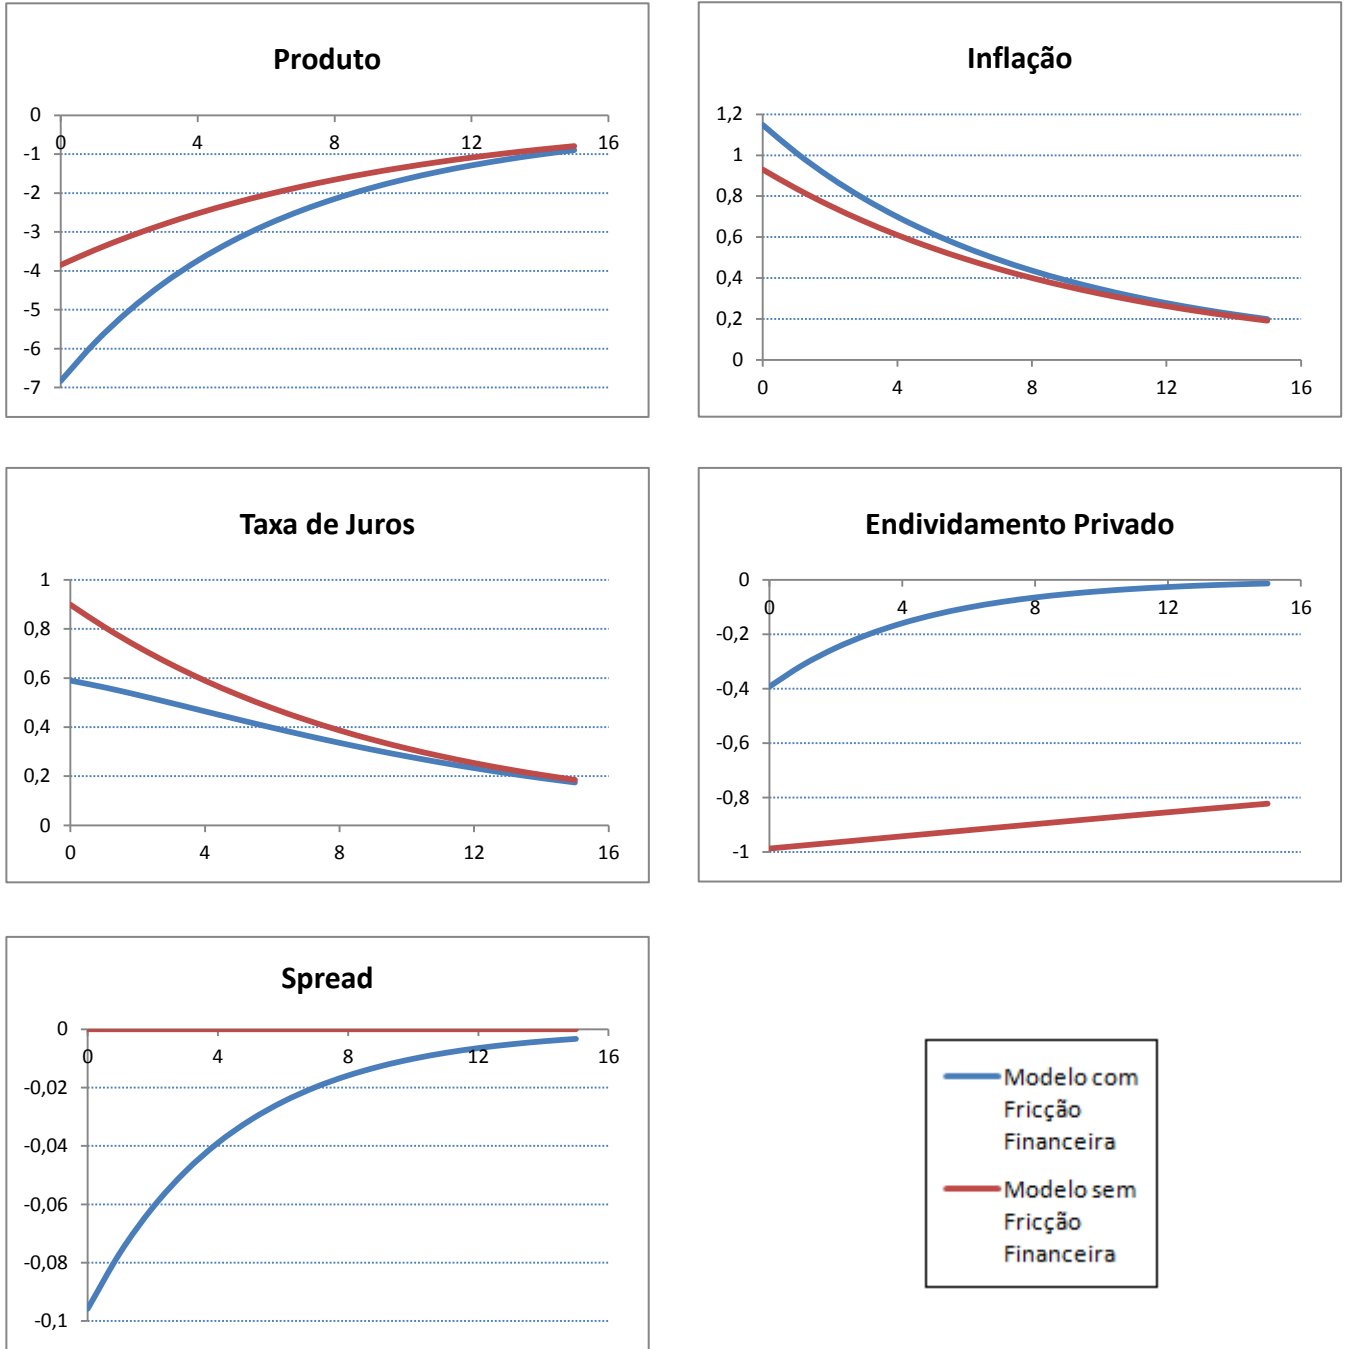 Produto
0
0 4 8 12 16
-1
-2
-3
-4
-5
-6
-7
Inflação
1,2
1
0,8
0,6
0,4
0,2
0
0 4 8 12 16
Taxa de Juros
1
0,8
0,6
0,4
0,2
0
0 4 8 12 16
Endividamento Privado
0
0 4 8 12 16
-0,2
-0,4
-0,6
-0,8
-1
Spread
0
0 4 8 12 16
-0,02
-0,04
-0,06
-0,08
-0,1
Modelo com
Fricção
Financeira
Modelo sem
Fricção
Financeira